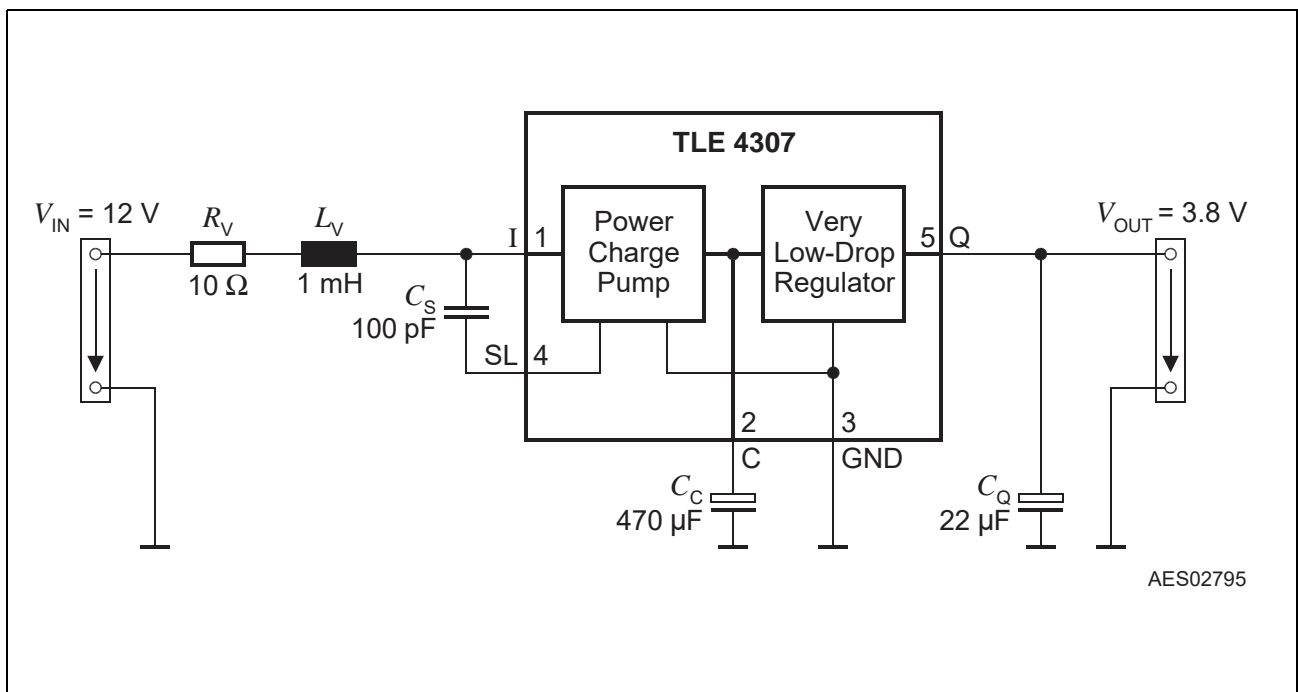 TLE 4307
V_IN = 12 V
R_V
L_V
10 Ω
1 mH
C_S
100 pF
I
1
Power
Charge
Pump
Very
Low-Drop
Regulator
5
Q
V_OUT = 3.8 V
SL
4
2
3
C
GND
C_C
470 µF
C_Q
22 µF
AES02795